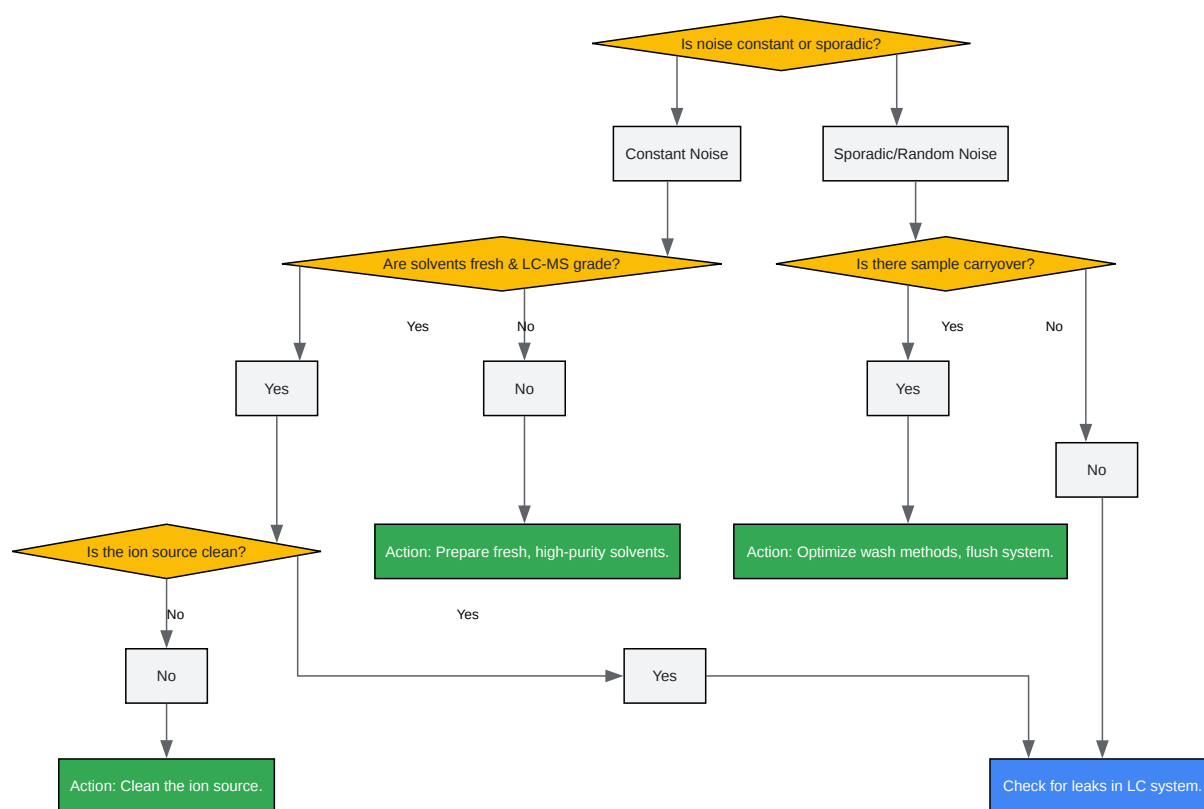 Is noise constant or sporadic?
Constant Noise
Sporadic/Random Noise
Are solvents fresh & LC-MS grade?
Is there sample carryover?
Yes
No
Yes
No
Yes
No
Yes
No
Is the ion source clean?
Action: Prepare fresh, high-purity solvents.
Action: Optimize wash methods, flush system.
No
Yes
No
Yes
Action: Clean the ion source.
Check for leaks in LC system.